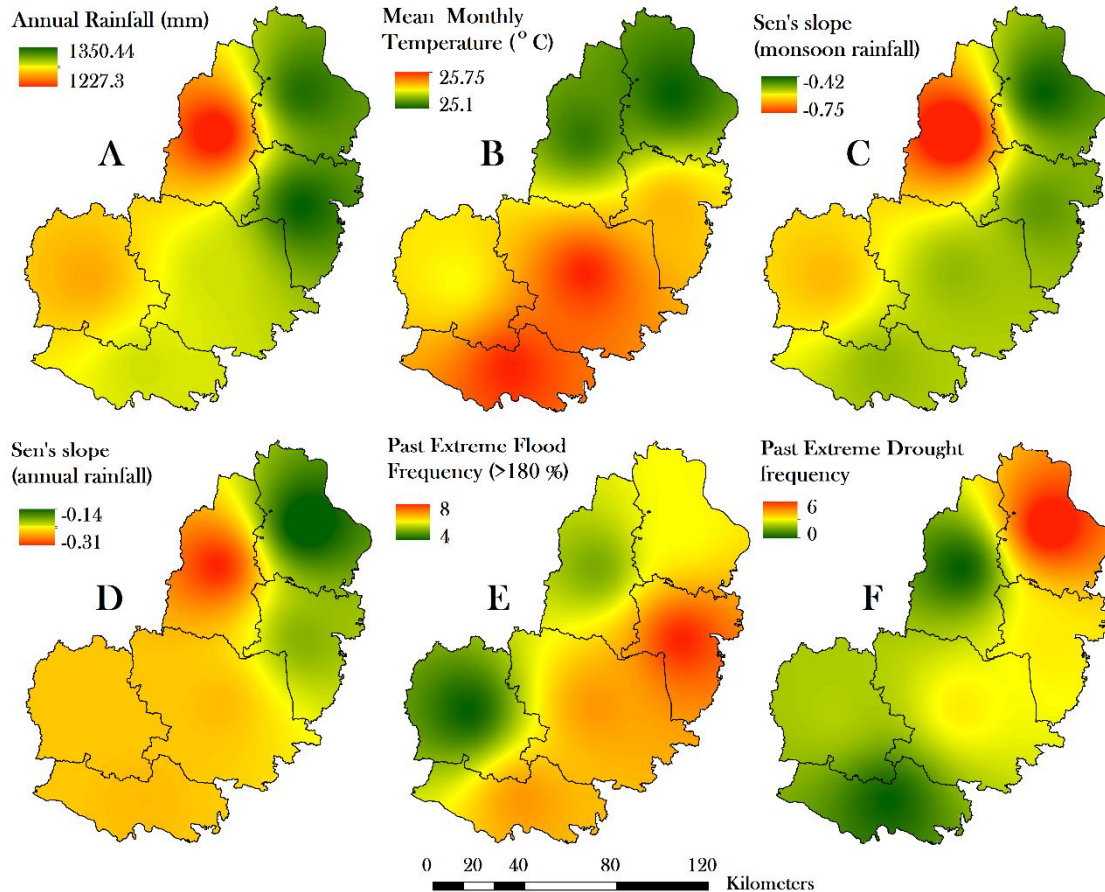 Annual Rainfall (mm)
1350.44
1227.3
A
Mean Monthly
Temperature (° C)
25.75
25.1
B
Sen's slope
(monsoon rainfall)
-0.42
-0.75
C
Sen's slope
(annual rainfall)
-0.14
-0.31
D
Past Extreme Flood
Frequency (>180 %)
8
4
E
Past Extreme Drought
frequency
6
0
F
0 20 40 80 120
Kilometers